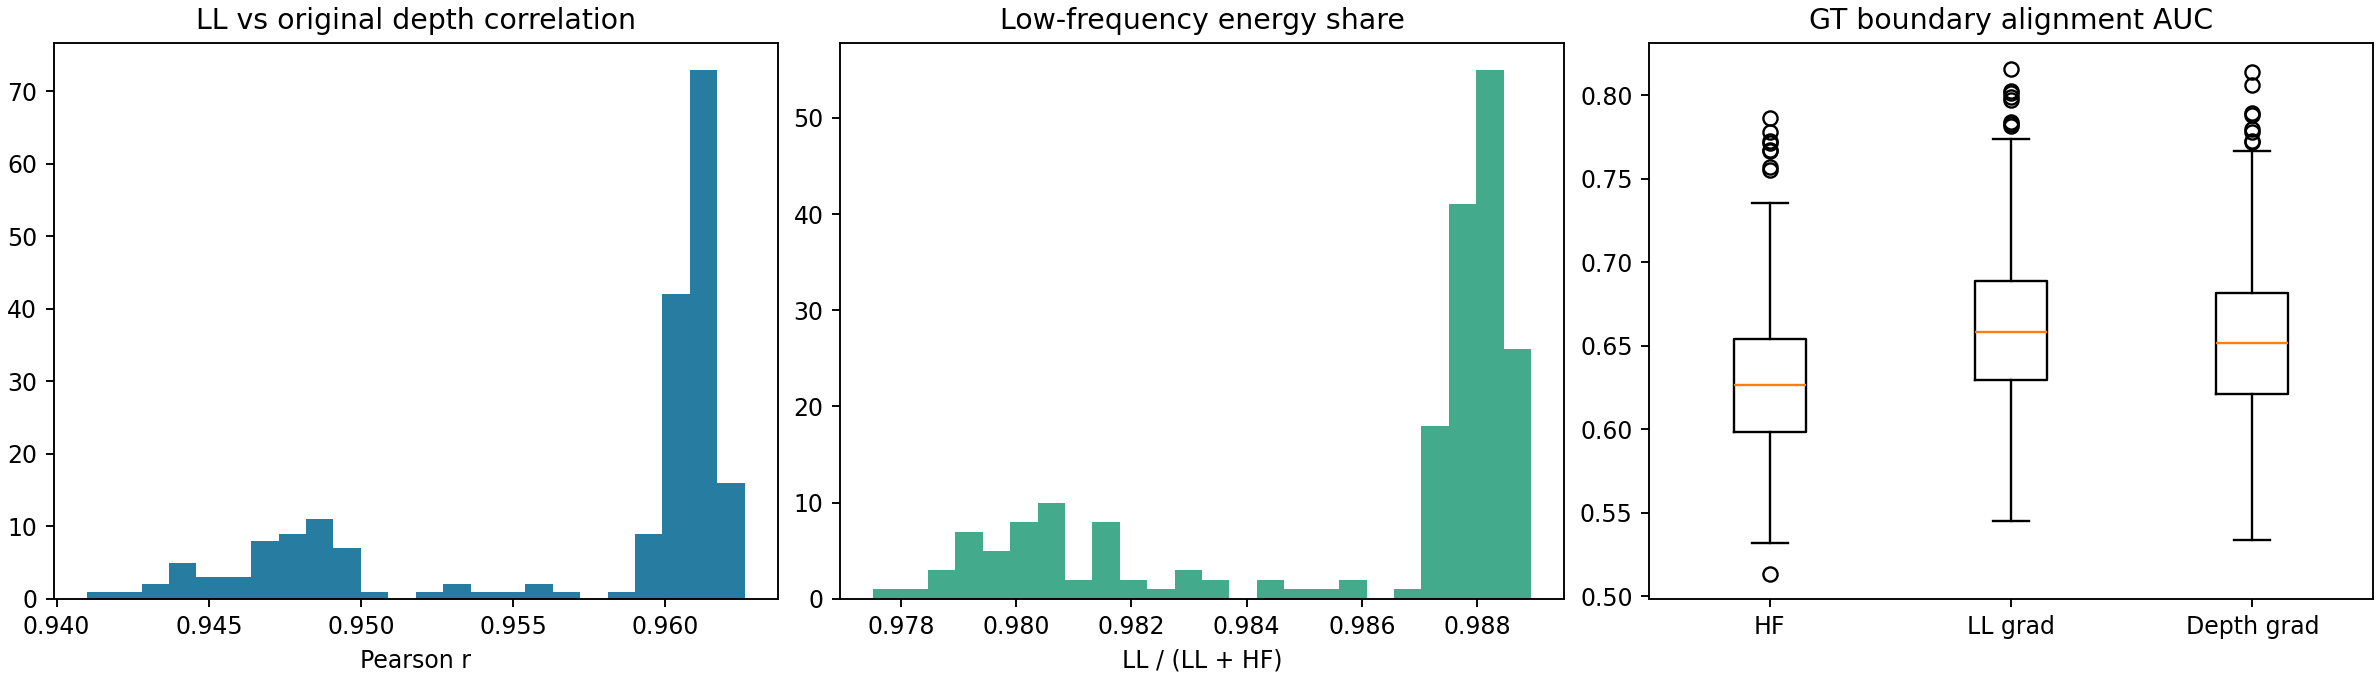 LL vs original depth correlation
70
60
50
40
30
20
10
0
0.940 0.945 0.950 0.955 0.960
Pearson r
Low-frequency energy share
50
40
30
20
10
0
0.978 0.980 0.982 0.984 0.986 0.988
LL / (LL + HF)
GT boundary alignment AUC
0.80
0.75
0.70
0.65
0.60
0.55
0.50
HF LL grad Depth grad